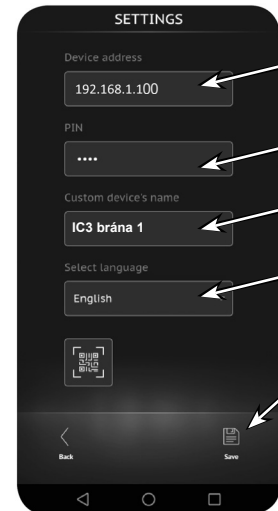 SETTINGS
Device address
192.168.1.100
PIN
••••
Custom device's name
IC3 brána 1
Select language
English
Back
Save